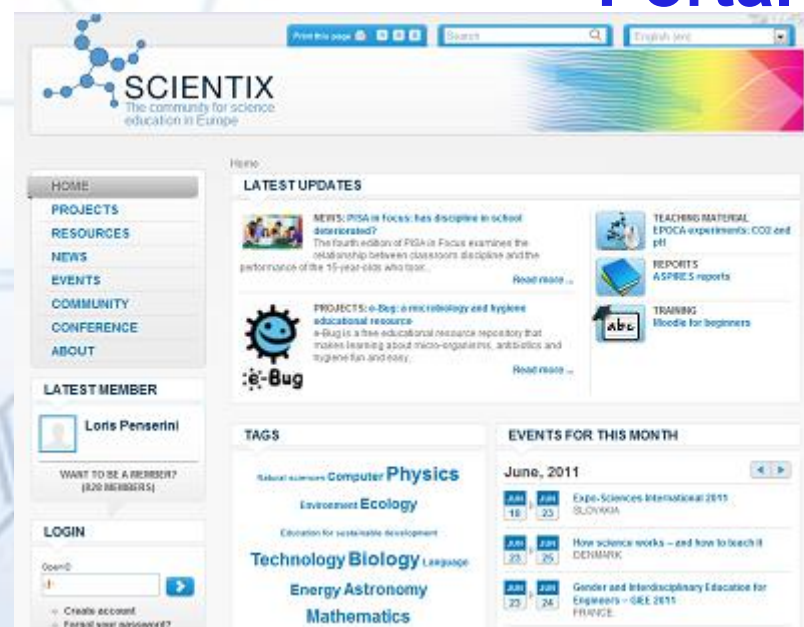 Portal
Print this page
Search
English (en)
SCIENTIX
The community for science
education in Europe
Home
HOME
PROJECTS
RESOURCES
NEWS
EVENTS
COMMUNITY
CONFERENCE
ABOUT
LATEST MEMBER
Loris Penserini
WANT TO BE A MEMBER?
(828 MEMBERS)
LOGIN
OpenID
Create account
Forgot your password?
LATEST UPDATES
NEWS: PISA in Focus: has discipline in school
deteriorated?
The fourth edition of PISA in Focus examines the
relationship between classroom discipline and the
performance of the 15-year-olds who took...
Read more ...
PROJECTS: e-Bug: a microbiology and hygiene
educational resource
e-Bug is a free educational resource repository that
makes learning about micro-organisms, antibiotics and
hygiene fun and easy.
Read more ...
:e-Bug
TEACHING MATERIAL
EPOCA experiments: CO2 and
pH
REPORTS
ASPIRES reports
abc
TRAINING
Moodle for beginners
TAGS
Natural sciences Computer Physics
Environment Ecology
Education for sustainable development
Technology Biology Language
Energy Astronomy
Mathematics
EVENTS FOR THIS MONTH
June, 2011
JUN 18 JUN 23
Expo-Sciences International 2011
SLOVAKIA
JUN 23 JUN 25
How science works – and how to teach it
DENMARK
JUN 23 JUN 24
Gender and Interdisciplinary Education for
Engineers – GIEE 2011
FRANCE